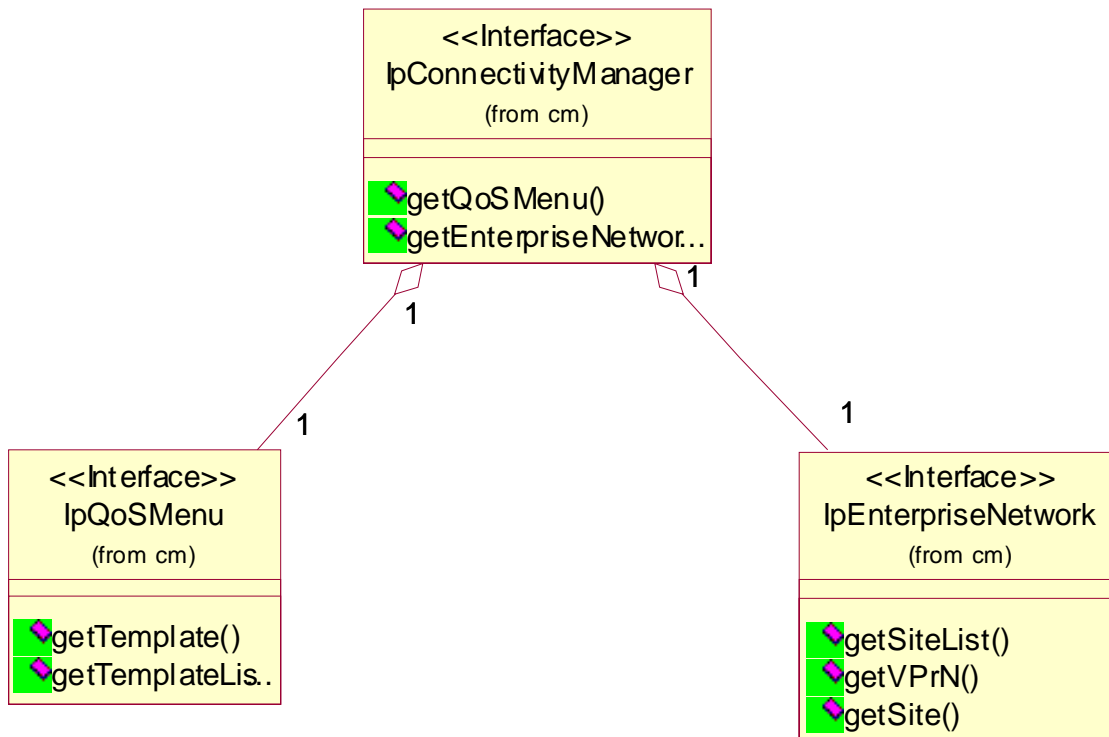 <<Interface>>
IpConnectivityManager
(from cm)
getQoSMenu()
getEnterpriseNetwor...
1
1
1
1
<<Interface>>
IpQoSMenu
(from cm)
getTemplate()
getTemplateLis...
<<Interface>>
IpEnterpriseNetwork
(from cm)
getSiteList()
getVPrN()
getSite()